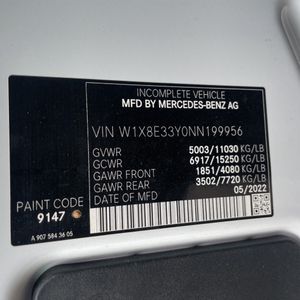 INCOMPLETE VEHICLE
MFD BY MERCEDES-BENZ AG
VIN W1X8E33Y0NN199956
GVWR 5003/11030 KG/LB
GCWR 6917/15250 KG/LB
GAWR FRONT 1851/4080 KG/LB
GAWR REAR 3502/7720 KG/LB
DATE OF MFD 05/2022
PAINT CODE
9147
A 907 584 36 05